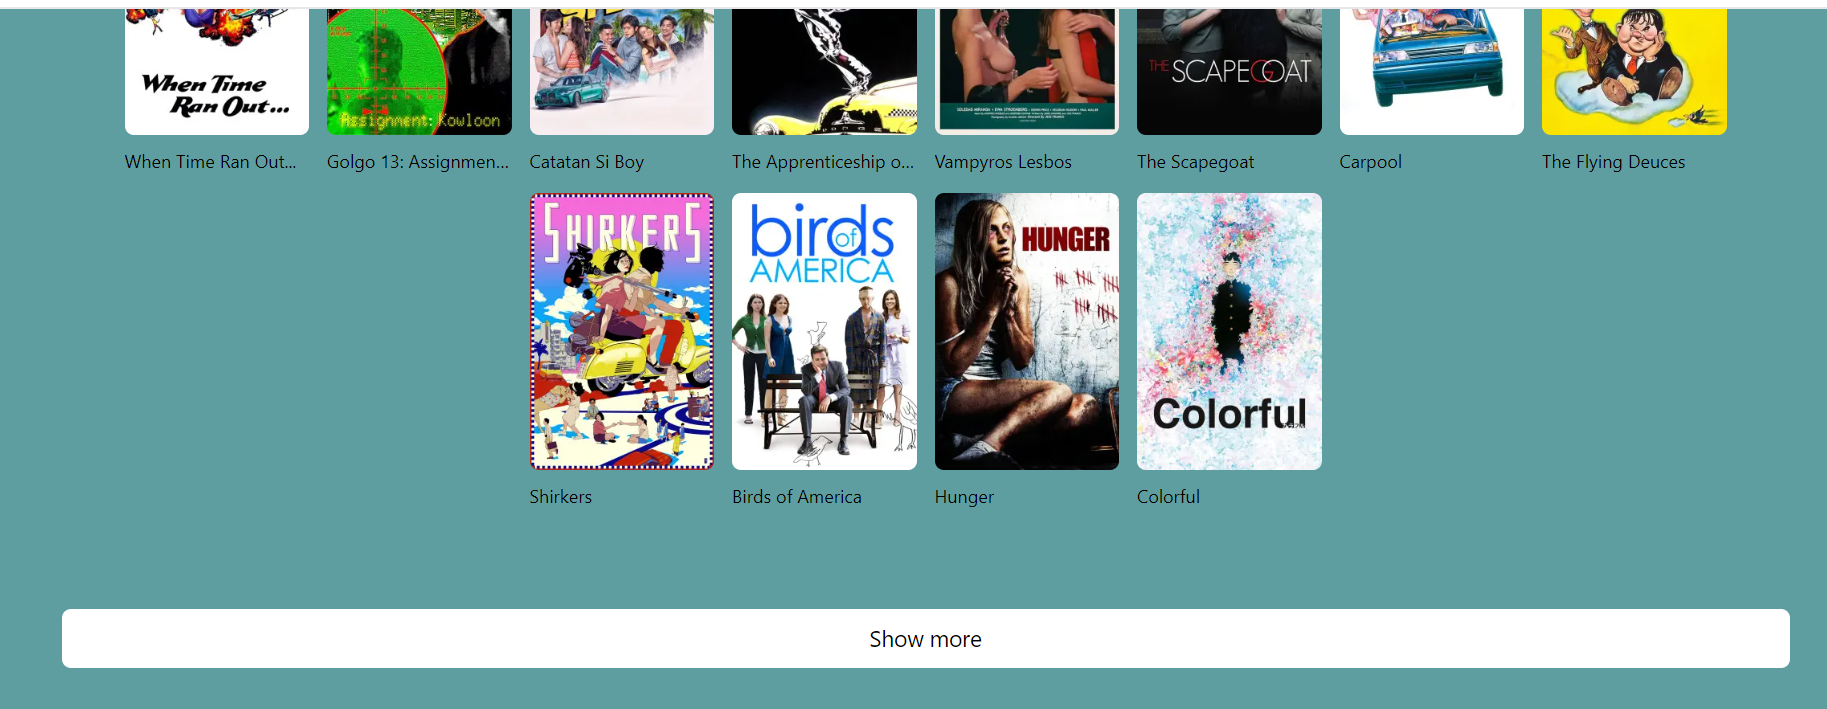 When Time
Ran Out...
Assignment: Kowloon
THE SCAPEGOAT
When Time Ran Out...
Golgo 13: Assignmen...
Catatan Si Boy
The Apprenticeship o...
Vampyros Lesbos
The Scapegoat
Carpool
The Flying Deuces
SHIRKERS
birds
of
AMERICA
HUNGER
Colorful
Shirkers
Birds of America
Hunger
Colorful
Show more